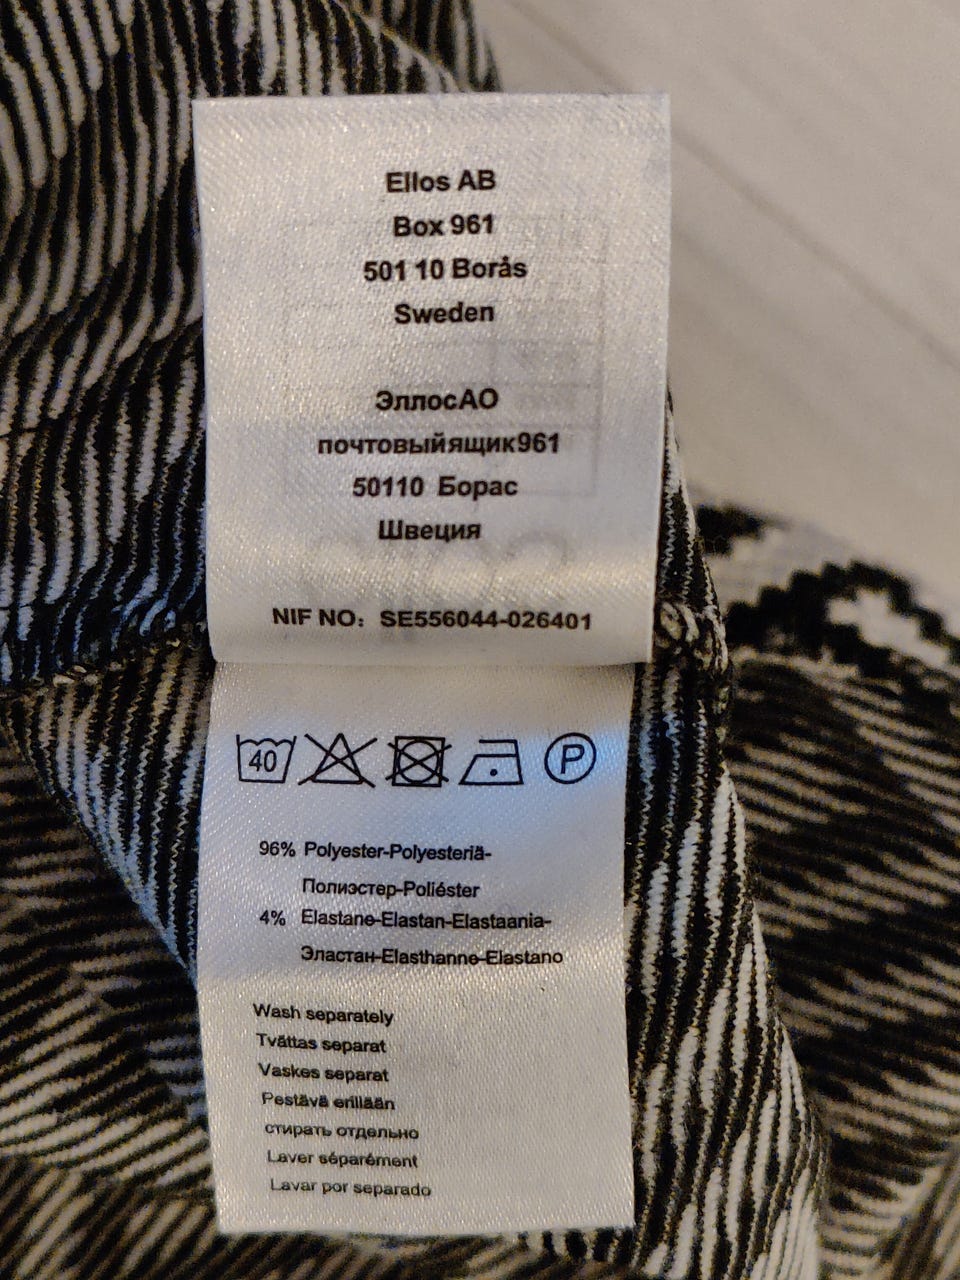 Ellos AB
Box 961
501 10 Borås
Sweden
ЭллосАО
почтовыйящик961
50110 Борас
Швеция
NIF NO: SE556044-026401
40 P
96% Polyester-Polyesteriä-
Полиэстер-Poliéster
4% Elastane-Elastan-Elastaania-
Эластан-Elasthanne-Elastano
Wash separately
Tvättas separat
Vaskes separat
Pestävä erillään
стирать отдельно
Laver séparément
Lavar por separado